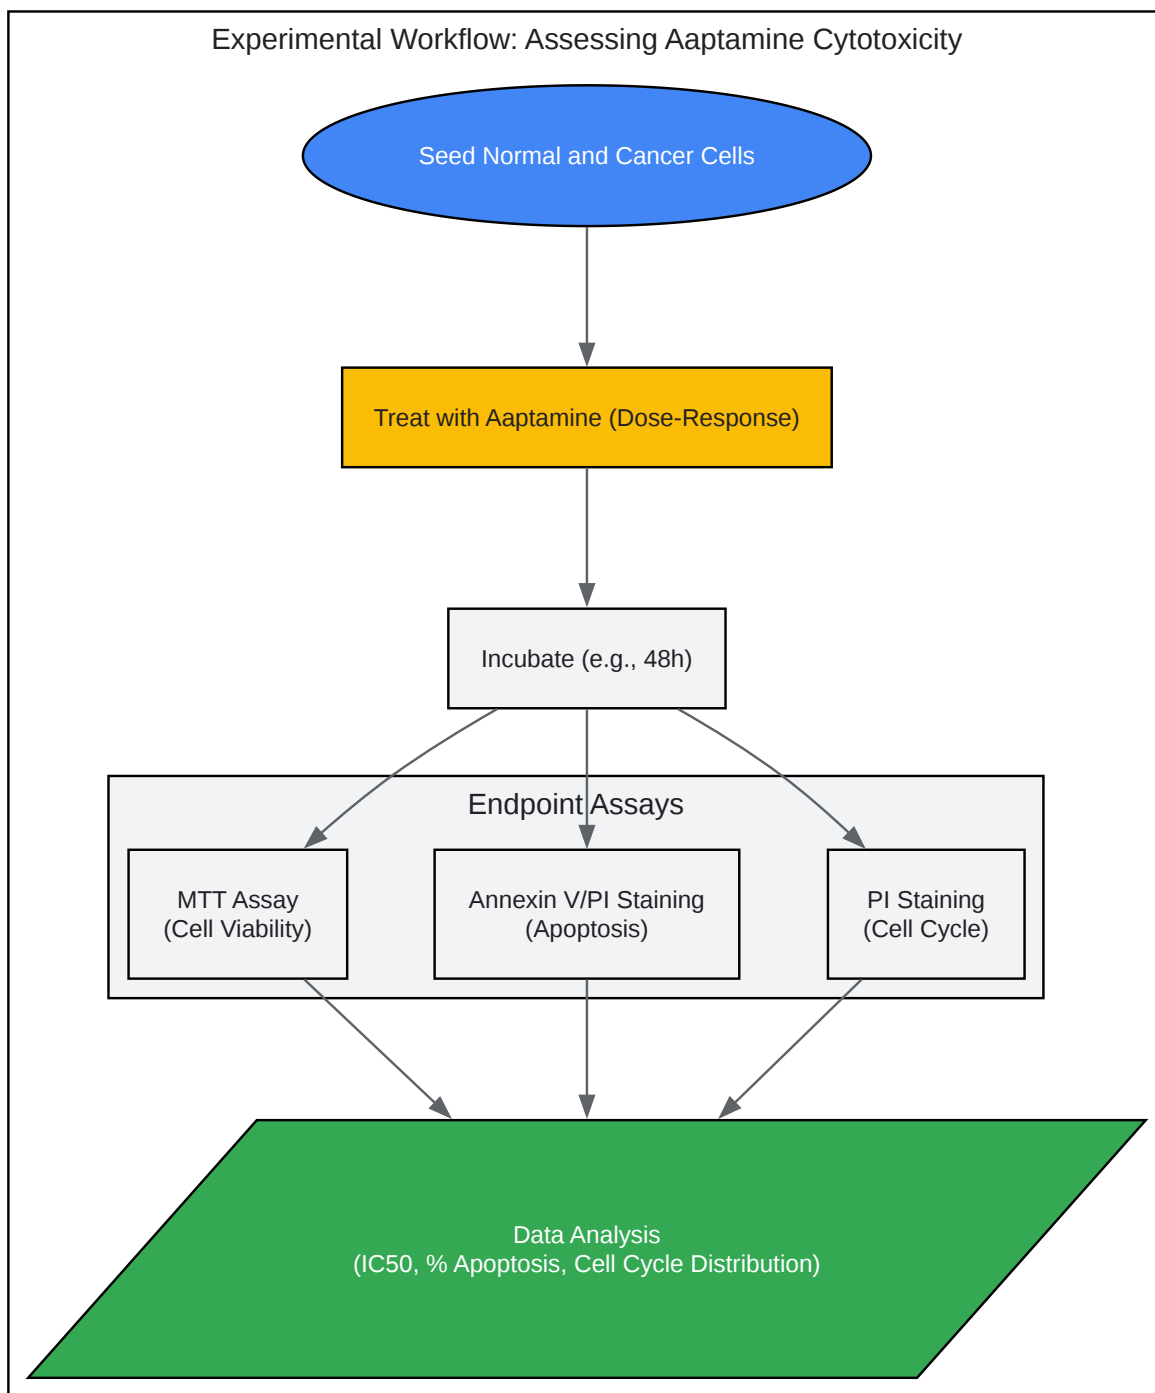 Experimental Workflow: Assessing Aaptamine Cytotoxicity
Seed Normal and Cancer Cells
Treat with Aaptamine (Dose-Response)
Incubate (e.g., 48h)
Endpoint Assays
MTT Assay
(Cell Viability)
Annexin V/PI Staining
(Apoptosis)
PI Staining
(Cell Cycle)
Data Analysis
(IC50, % Apoptosis, Cell Cycle Distribution)